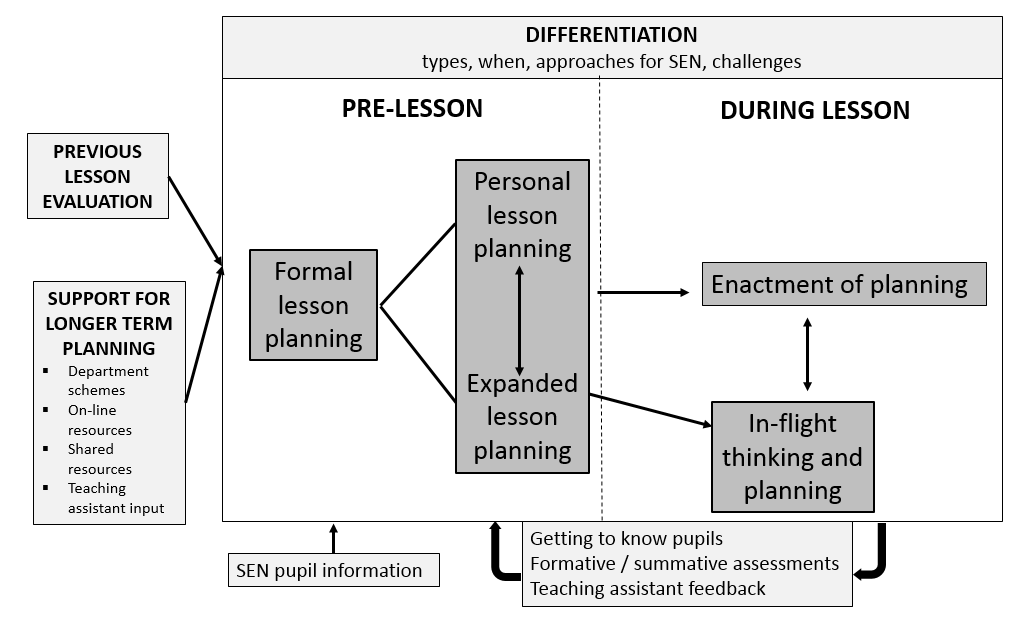 DIFFERENTIATION
types, when, approaches for SEN, challenges
PRE-LESSON
DURING LESSON
PREVIOUS
LESSON
EVALUATION
SUPPORT FOR
LONGER TERM
PLANNING
▪ Department
schemes
▪ On-line
resources
▪ Shared
resources
▪ Teaching
assistant input
Formal
lesson
planning
Personal
lesson
planning
Expanded
lesson
planning
Enactment of planning
In-flight
thinking and
planning
SEN pupil information
Getting to know pupils
Formative / summative assessments
Teaching assistant feedback